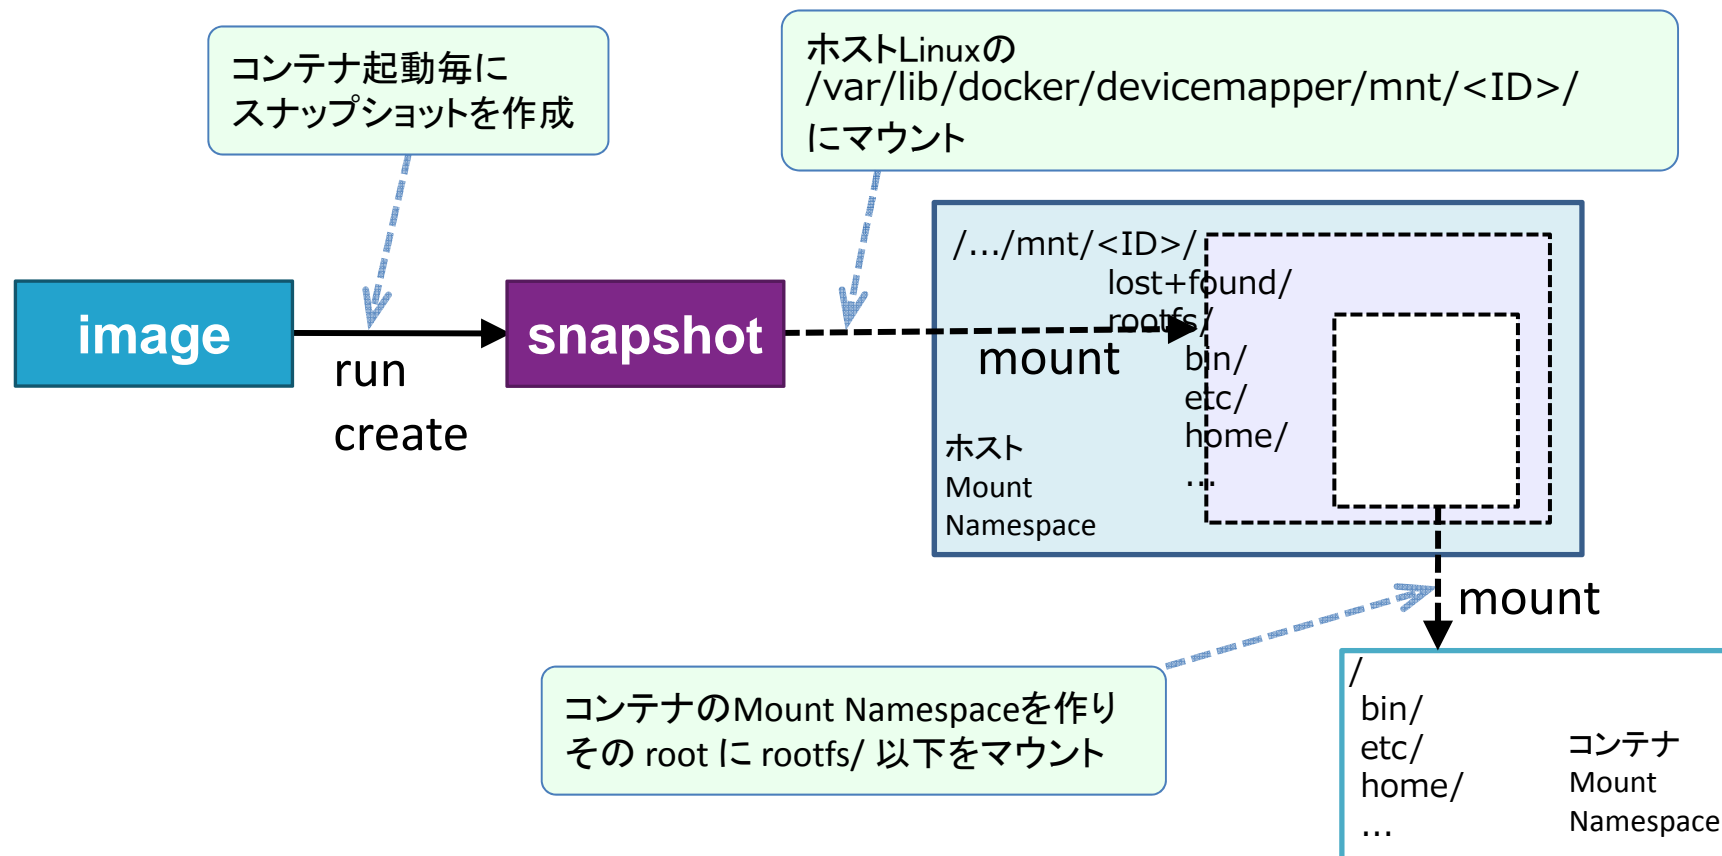 コンテナ起動毎に
スナップショットを作成
ホストLinuxの
/var/lib/docker/devicemapper/mnt/<ID>/
にマウント
image
run
create
snapshot
mount
/…/mnt/<ID>/
lost+found/
rootfs/
bin/
etc/
home/
…
ホスト
Mount
Namespace
mount
コンテナのMount Namespaceを作り
その root に rootfs/ 以下をマウント
/
bin/
etc/
home/
…
コンテナ
Mount
Namespace